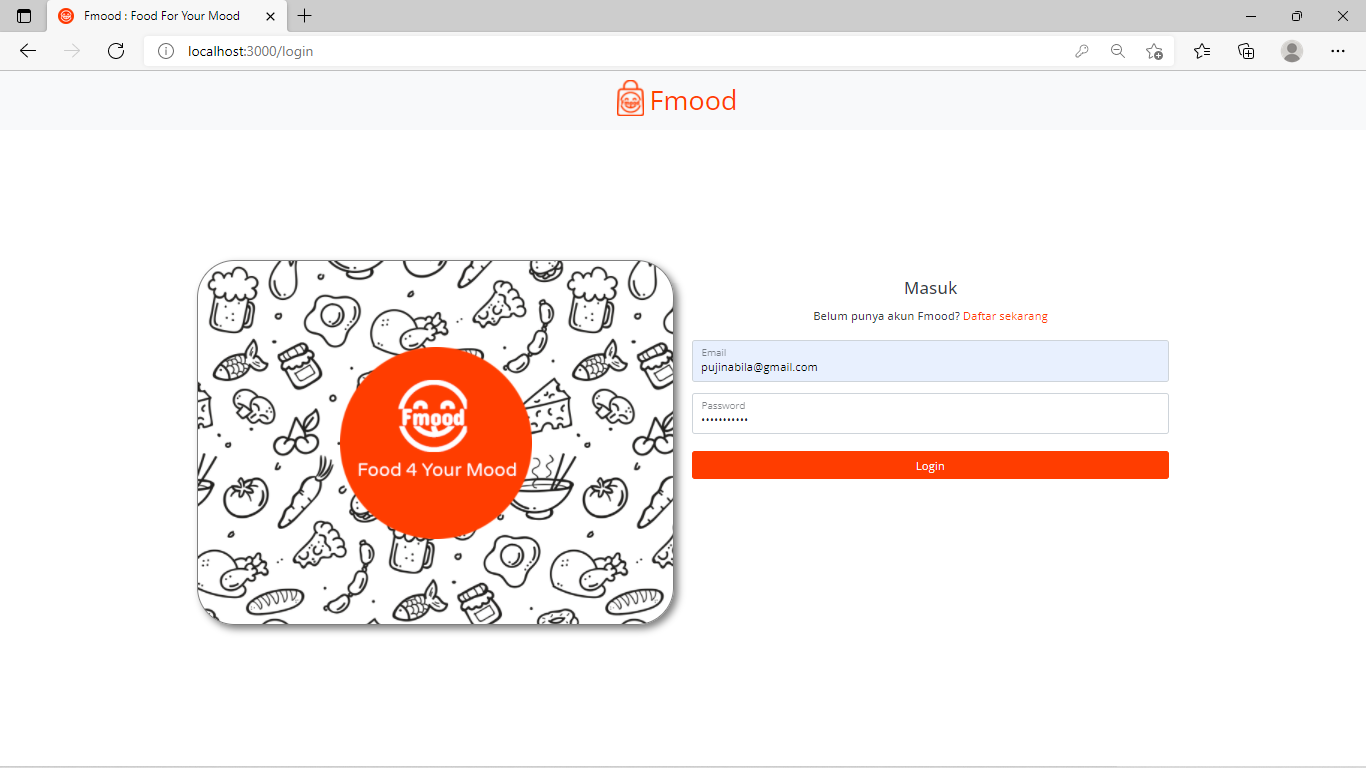 Fmood : Food For Your Mood
localhost:3000/login
Fmood
Fmood
Food 4 Your Mood
Masuk
Belum punya akun Fmood? Daftar sekarang
Email
pujinabila@gmail.com
Password
•••••••••••
Login